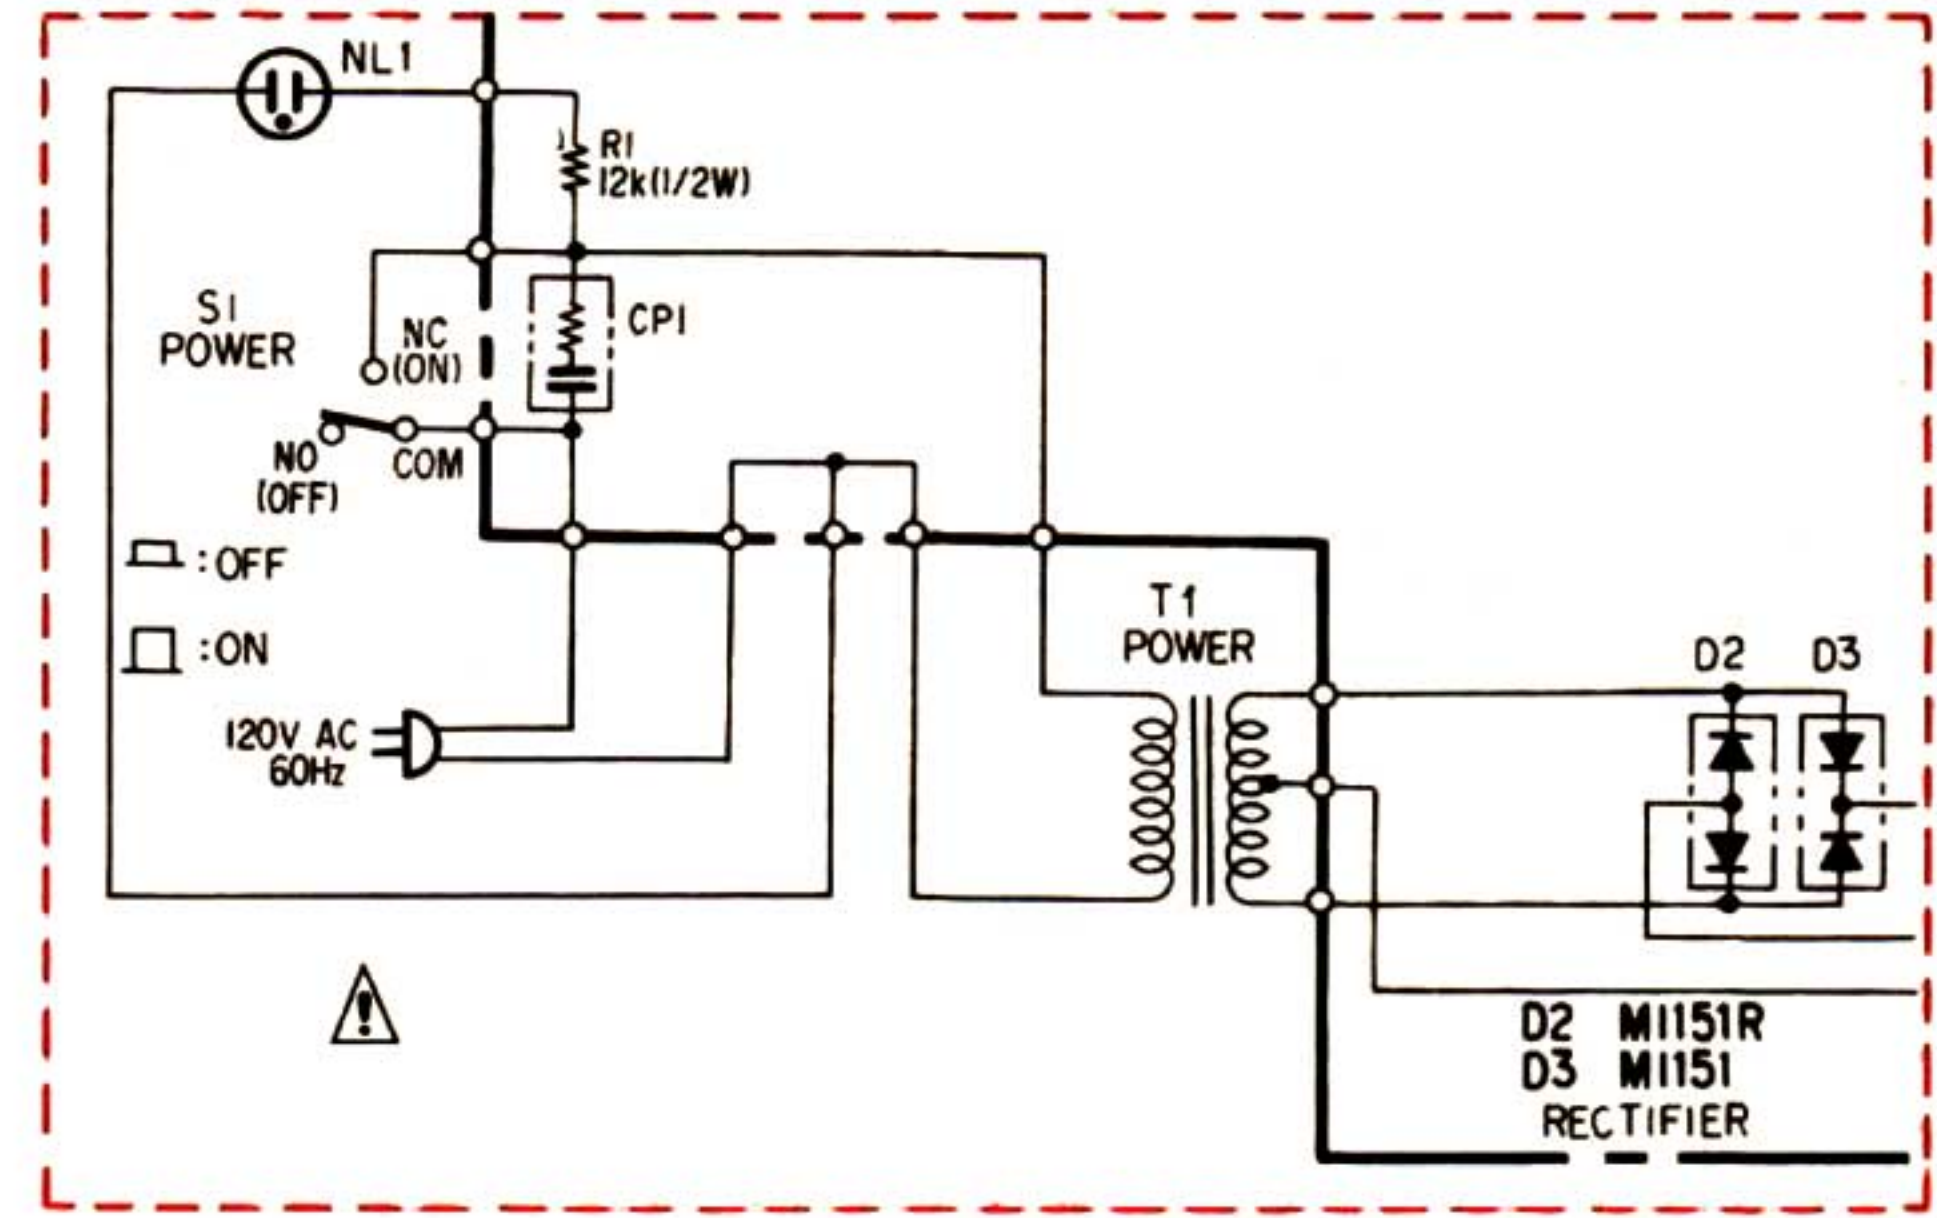 NL1
R1
12k(1/2W)
S1
POWER
NC
(ON)
CP1
NO
(OFF)
COM
:OFF
:ON
120V AC
60Hz
T1
POWER
D2
D3
D2 M1151R
D3 M1151
RECTIFIER
!